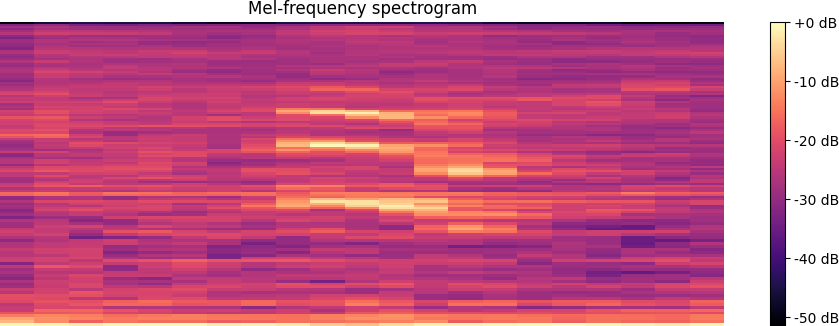 Mel-frequency spectrogram
+0 dB
-10 dB
-20 dB
-30 dB
-40 dB
-50 dB